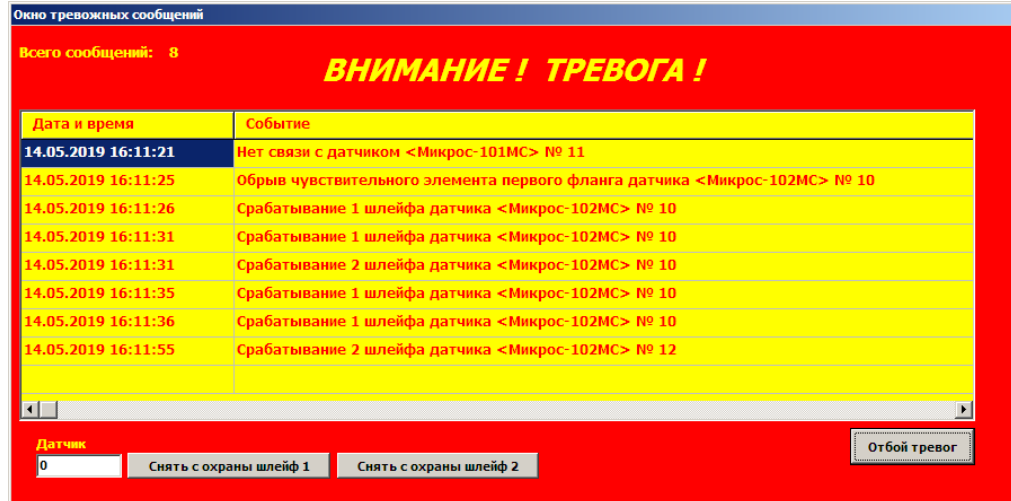 Окно тревожных сообщений
Всего сообщений: 8
ВНИМАНИЕ ! ТРЕВОГА !
Дата и время Событие
14.05.2019 16:11:21 Нет связи с датчиком <Микрос-101МС> № 11
14.05.2019 16:11:25 Обрыв чувствительного элемента первого фланга датчика <Микрос-102МС> № 10
14.05.2019 16:11:26 Срабатывание 1 шлейфа датчика <Микрос-102МС> № 10
14.05.2019 16:11:31 Срабатывание 1 шлейфа датчика <Микрос-102МС> № 10
14.05.2019 16:11:31 Срабатывание 2 шлейфа датчика <Микрос-102МС> № 10
14.05.2019 16:11:35 Срабатывание 1 шлейфа датчика <Микрос-102МС> № 10
14.05.2019 16:11:36 Срабатывание 1 шлейфа датчика <Микрос-102МС> № 10
14.05.2019 16:11:55 Срабатывание 2 шлейфа датчика <Микрос-102МС> № 12
Датчик
0 Снять с охраны шлейф 1 Снять с охраны шлейф 2 Отбой тревог